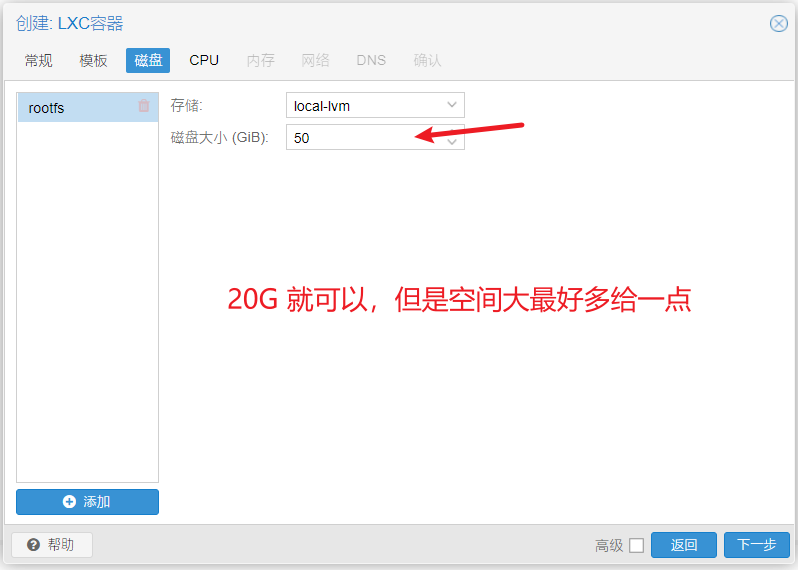 创建: LXC容器
常规 模板 磁盘 CPU 内存 网络 DNS 确认
rootfs
存储: local-lvm
磁盘大小 (GiB): 50
20G 就可以，但是空间大最好多给一点
添加
帮助 高级 返回 下一步